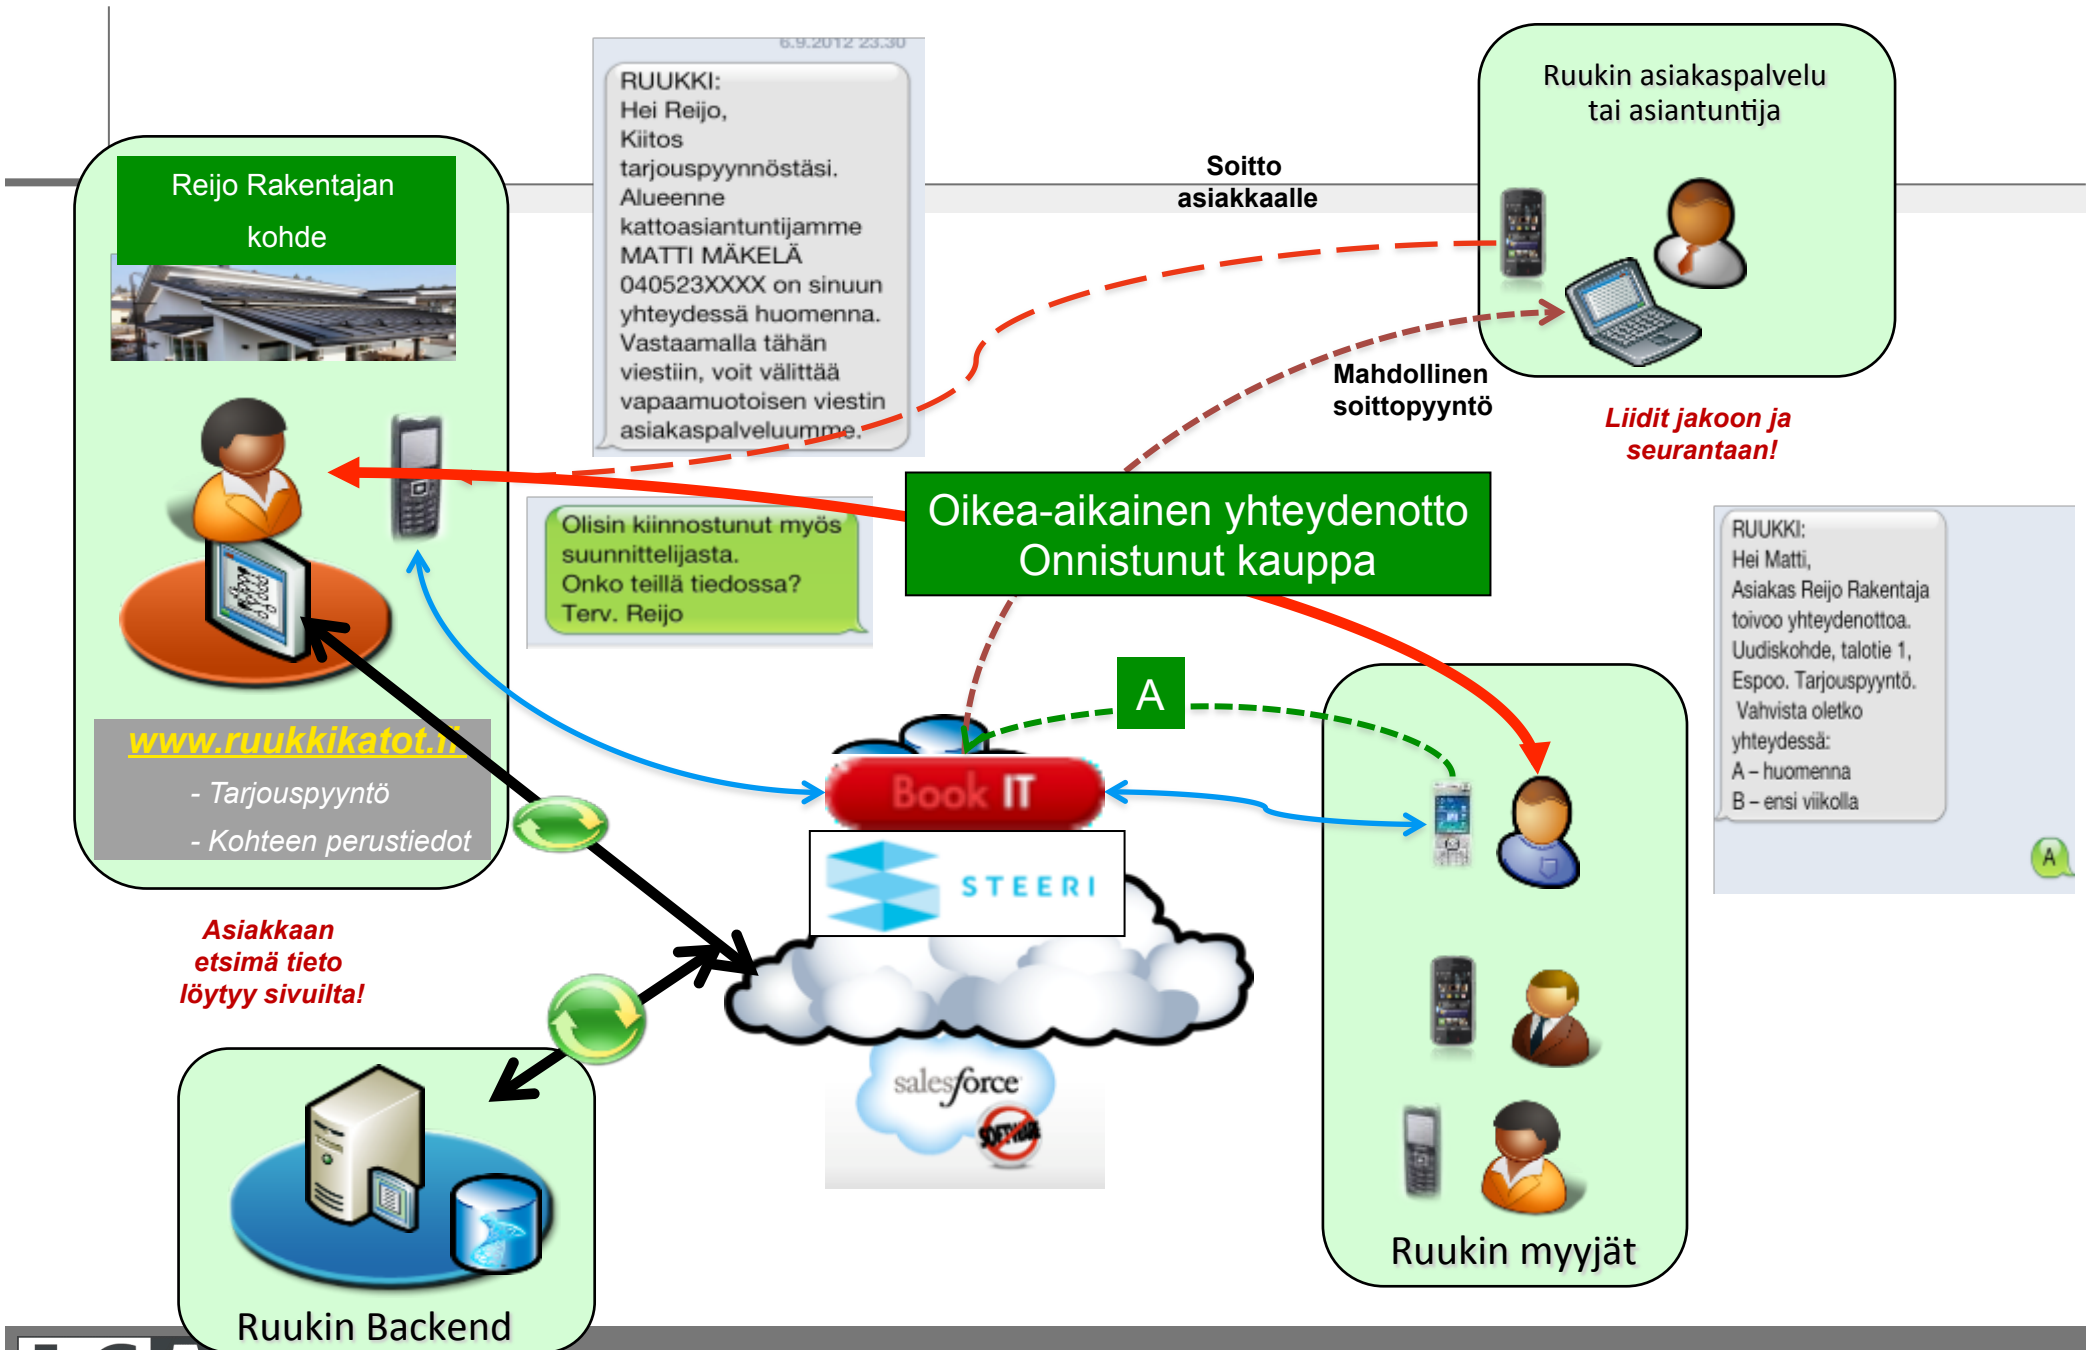 6.9.2012 23.30
RUUKKI:
Hei Reijo,
Kiitos
tarjouspyynnöstäsi.
Alueenne
kattoasiantuntijamme
MATTI MÄKELÄ
040523XXXX on sinuun
yhteydessä huomenna.
Vastaamalla tähän
viestiin, voit välittää
vapaamuotoisen viestin
asiakaspalveluumme.
Ruukin asiakaspalvelu
tai asiantuntija
Reijo Rakentajan
kohde
Soitto
asiakkaalle
Mahdollinen
soittopyyntö
Liidit jakoon ja
seurantaan!
Oikea-aikainen yhteydenotto
Onnistunut kauppa
Olisin kiinnostunut myös
suunnittelijasta.
Onko teillä tiedossa?
Terv. Reijo
RUUKKI:
Hei Matti,
Asiakas Reijo Rakentaja
toivoo yhteydenottoa.
Uudiskohde, talotie 1,
Espoo. Tarjouspyyntö.
Vahvista oletko
yhteydessä:
A – huomenna
B – ensi viikolla
A
A
www.ruukkikatot.fi
- Tarjouspyyntö
- Kohteen perustiedot
Book IT
STEERI
Asiakkaan
etsimä tieto
löytyy sivuilta!
salesforce
SOFTWARE
Ruukin myyjät
Ruukin Backend